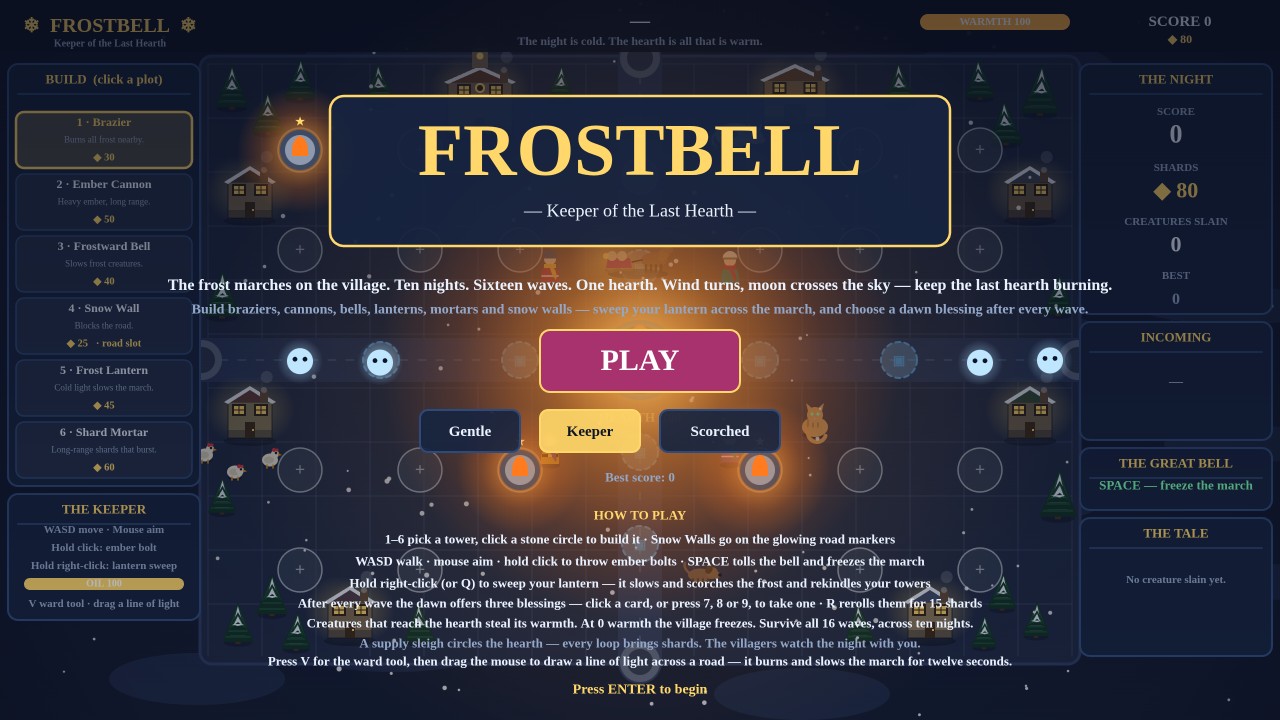 ❄ FROSTBELL ❄
Keeper of the Last Hearth
—
The night is cold. The hearth is all that is warm.
WARMTH 100
SCORE 0
◆ 80
BUILD (click a plot)
1 · Brazier
Burns all frost nearby.
◆ 30
2 · Ember Cannon
Heavy ember, long range.
◆ 50
3 · Frostward Bell
Slows frost creatures.
◆ 40
4 · Snow Wall
Blocks the road.
◆ 25 · road slot
5 · Frost Lantern
Cold light slows the march.
◆ 45
6 · Shard Mortar
Long-range shards that burst.
◆ 60
THE KEEPER
WASD move · Mouse aim
Hold click: ember bolt
Hold right-click: lantern sweep
OIL 100
V ward tool · drag a line of light
FROSTBELL
— Keeper of the Last Hearth —
The frost marches on the village. Ten nights. Sixteen waves. One hearth. Wind turns, moon crosses the sky — keep the last hearth burning.
Build braziers, cannons, bells, lanterns, mortars and snow walls — sweep your lantern across the march, and choose a dawn blessing after every wave.
PLAY
Gentle
Keeper
Scorched
Best score: 0
HOW TO PLAY
1–6 pick a tower, click a stone circle to build it · Snow Walls go on the glowing road markers
WASD walk · mouse aim · hold click to throw ember bolts · SPACE tolls the bell and freezes the march
Hold right-click (or Q) to sweep your lantern — it slows and scorches the frost and rekindles your towers
After every wave the dawn offers three blessings — click a card, or press 7, 8 or 9, to take one · R rerolls them for 15 shards
Creatures that reach the hearth steal its warmth. At 0 warmth the village freezes. Survive all 16 waves, across ten nights.
A supply sleigh circles the hearth — every loop brings shards. The villagers watch the night with you.
Press V for the ward tool, then drag the mouse to draw a line of light across a road — it burns and slows the march for twelve seconds.
Press ENTER to begin
THE NIGHT
SCORE
0
SHARDS
◆ 80
CREATURES SLAIN
0
BEST
0
INCOMING
—
THE GREAT BELL
SPACE — freeze the march
THE TALE
No creature slain yet.